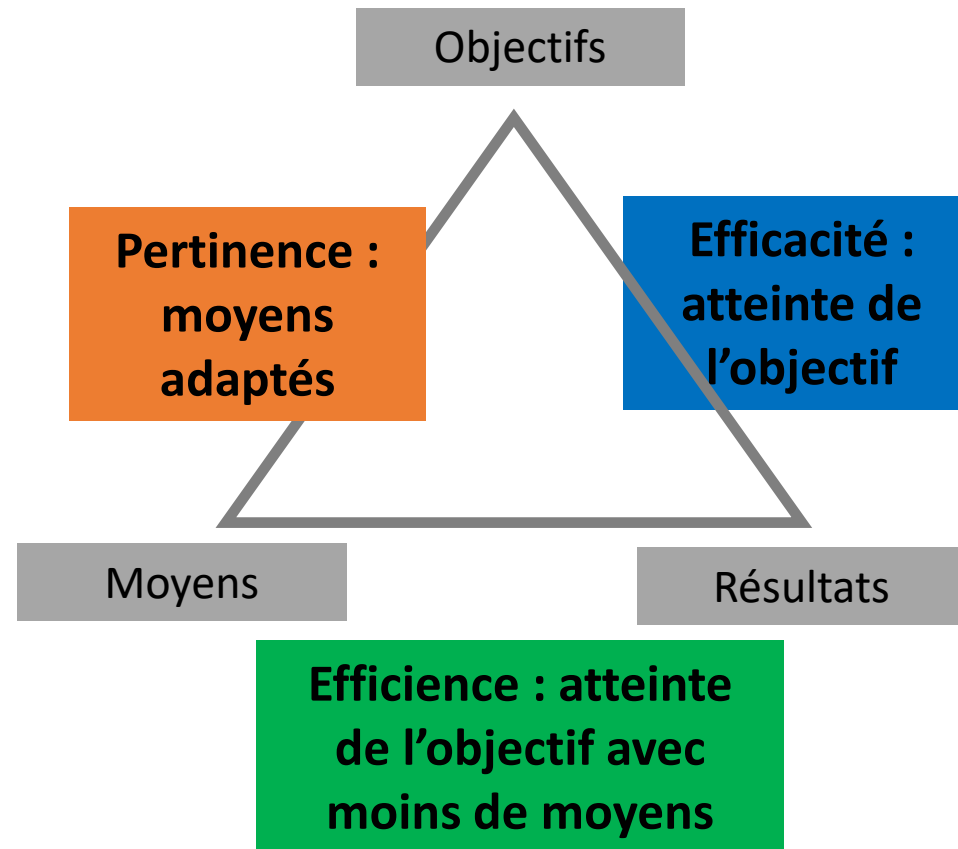 Objectifs
Pertinence :
moyens
adaptés
Efficacité :
atteinte de
l’objectif
Moyens
Résultats
Efficience : atteinte
de l’objectif avec
moins de moyens